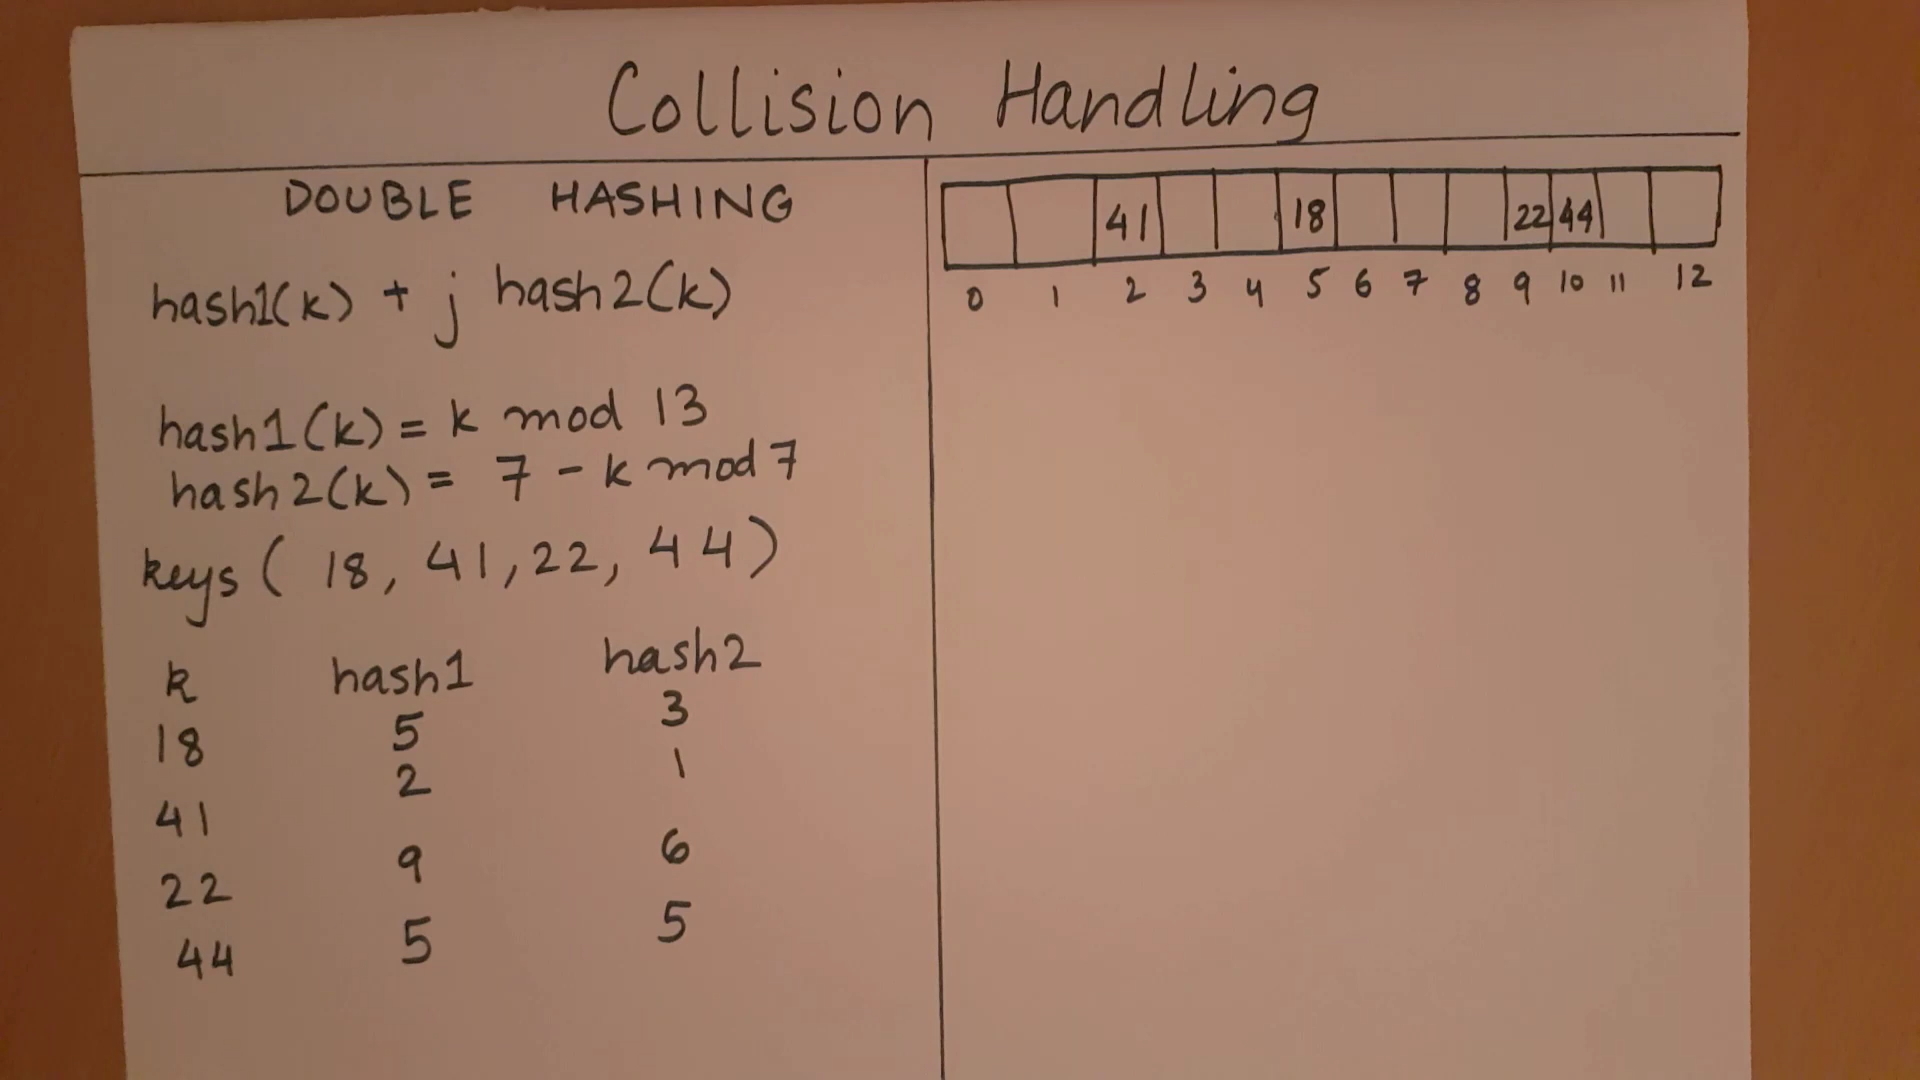 Collision Handling
DOUBLE HASHING
hash1(k) + j hash2(k)
hash1(k) = k mod 13
hash2(k) = 7 - k mod 7
keys ( 18, 41, 22, 44)
k hash1 hash2
18 5 3
41 2 1
22 9 6
44 5 5
41 18 22 44
0 1 2 3 4 5 6 7 8 9 10 11 12